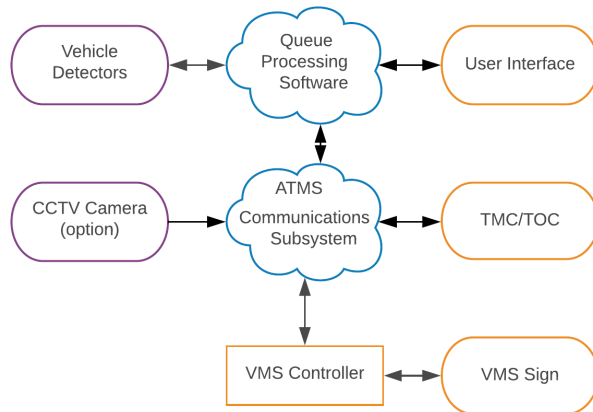 Vehicle
Detectors
Queue
Processing
Software
User Interface
CCTV Camera
(option)
ATMS
Communications
Subsystem
TMC/TOC
VMS Controller
VMS Sign